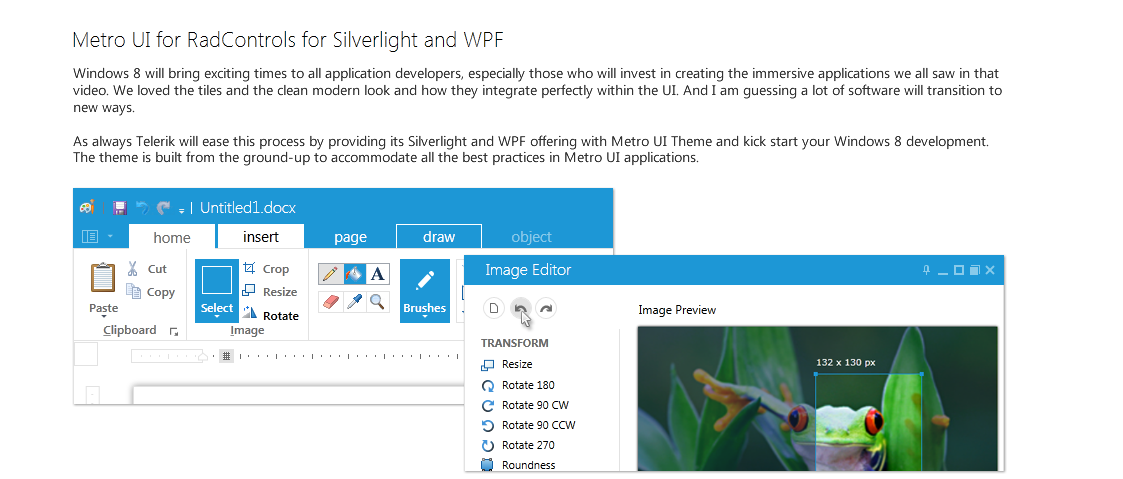 Metro UI for RadControls for Silverlight and WPF
Windows 8 will bring exciting times to all application developers, especially those who will invest in creating the immersive applications we all saw in that
video. We loved the tiles and the clean modern look and how they integrate perfectly within the UI. And I am guessing a lot of software will transition to
new ways.
As always Telerik will ease this process by providing its Silverlight and WPF offering with Metro UI Theme and kick start your Windows 8 development.
The theme is built from the ground-up to accommodate all the best practices in Metro UI applications.
Untitled1.docx
home insert page draw object
Paste
Cut
Copy
Clipboard
Select
Crop
Resize
Rotate
Image
A
Brushes
Image Editor
Image Preview
TRANSFORM
Resize
Rotate 180
Rotate 90 CW
Rotate 90 CCW
Rotate 270
Roundness
132 x 130 px